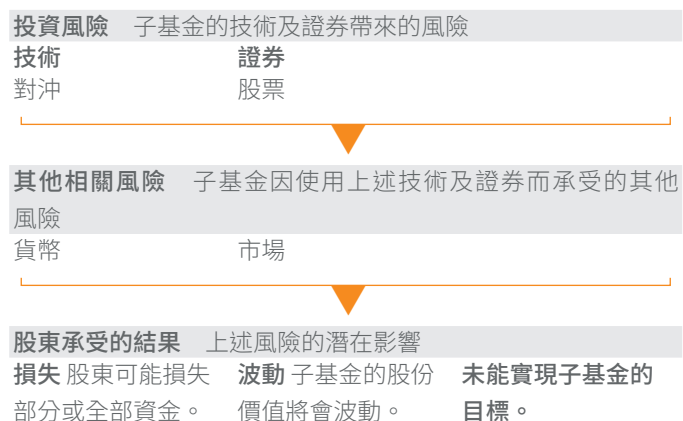 投資風險 子基金的技術及證券帶來的風險
技術 證券
對沖 股票
其他相關風險 子基金因使用上述技術及證券而承受的其他
風險
貨幣 市場
股東承受的結果 上述風險的潛在影響
損失 股東可能損失 波動 子基金的股份 未能實現子基金的
部分或全部資金。 價值將會波動。 目標。